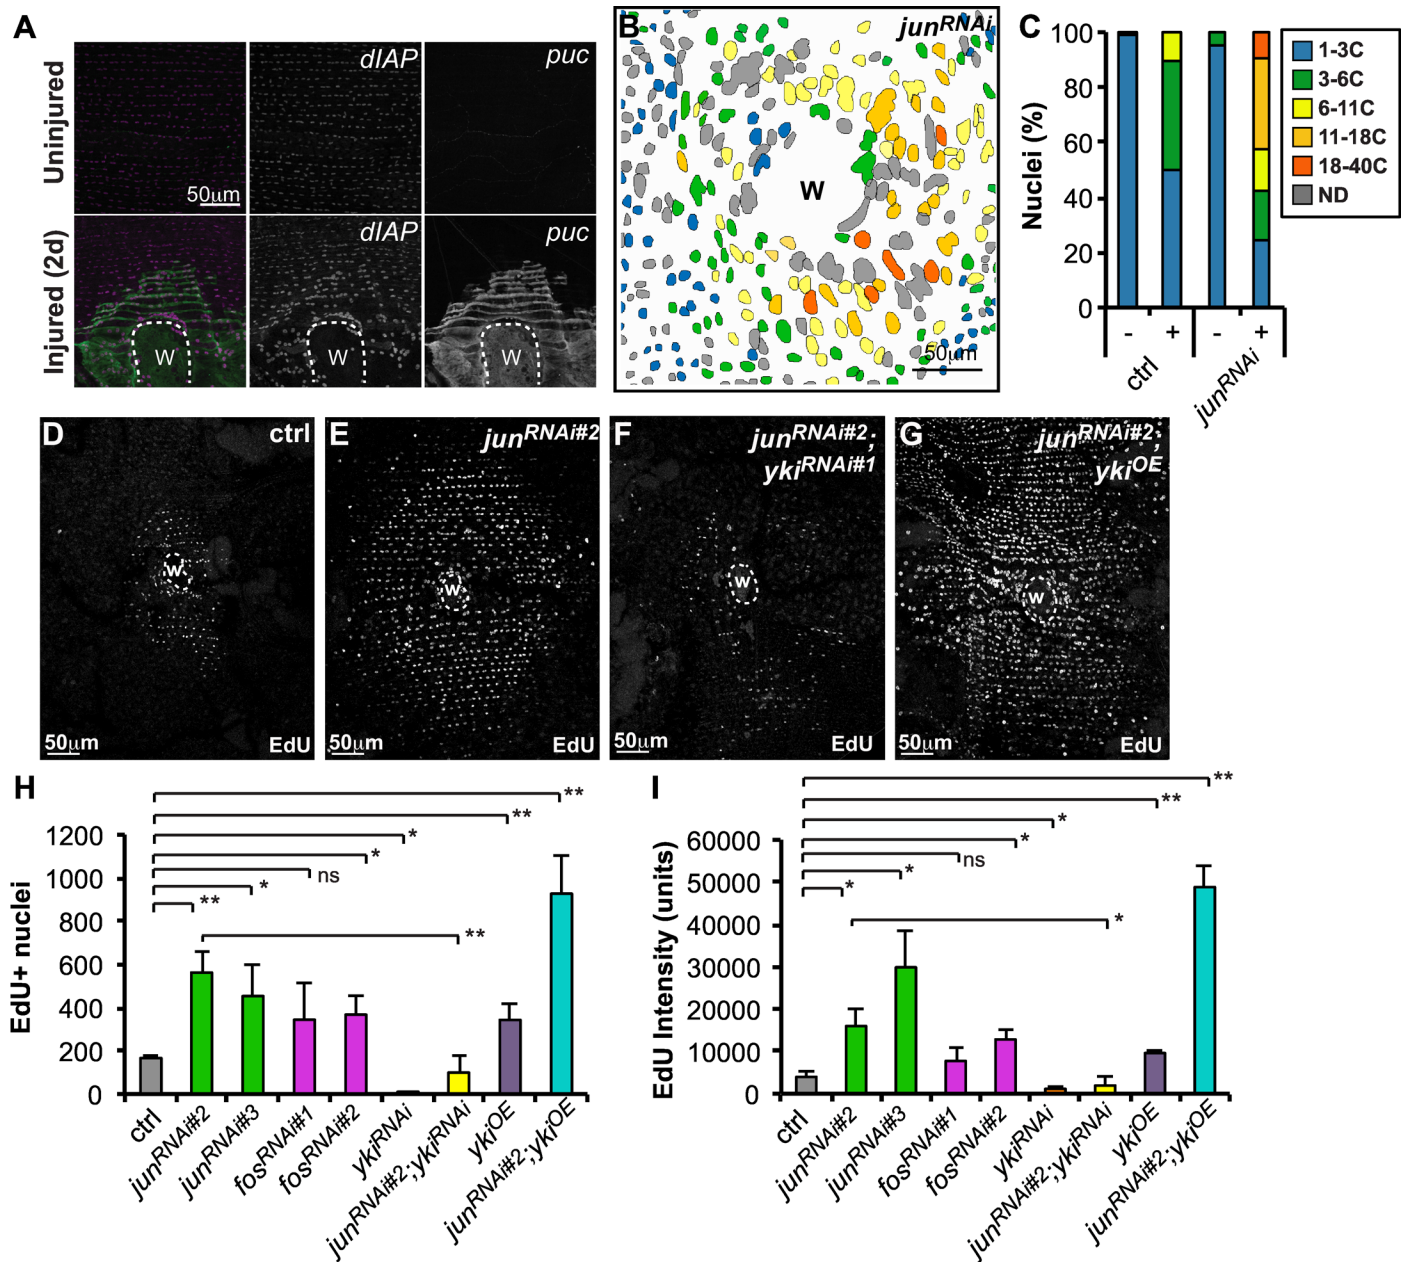 A
Uninjured
50µm
dIAP
puc
Injured (2d)
W
dIAP
W
puc
W
B
junRNAi
W
50µm
C
Nuclei (%)
100
80
60
40
20
0
- + - +
ctrl
junRNAi
1-3C
3-6C
6-11C
11-18C
18-40C
ND
D
ctrl
W
50µm
EdU
E
junRNAi#2
W
50µm
EdU
F
junRNAi#2;
ykiRNAi#1
W
50µm
EdU
G
junRNAi#2;
ykiOE
W
50µm
EdU
H
EdU+ nuclei
1200
1000
800
600
400
200
0
**
**
*
*
ns
*
**
**
ctrl
junRNAi#2
junRNAi#3
fosRNAi#1
fosRNAi#2
ykiRNAi
junRNAi#2;ykiRNAi
ykiOE
junRNAi#2;ykiOE
I
EdU Intensity (units)
60000
50000
40000
30000
20000
10000
0
**
**
*
*
ns
*
*
*
ctrl
junRNAi#2
junRNAi#3
fosRNAi#1
fosRNAi#2
ykiRNAi
junRNAi#2;ykiRNAi
ykiOE
junRNAi#2;ykiOE